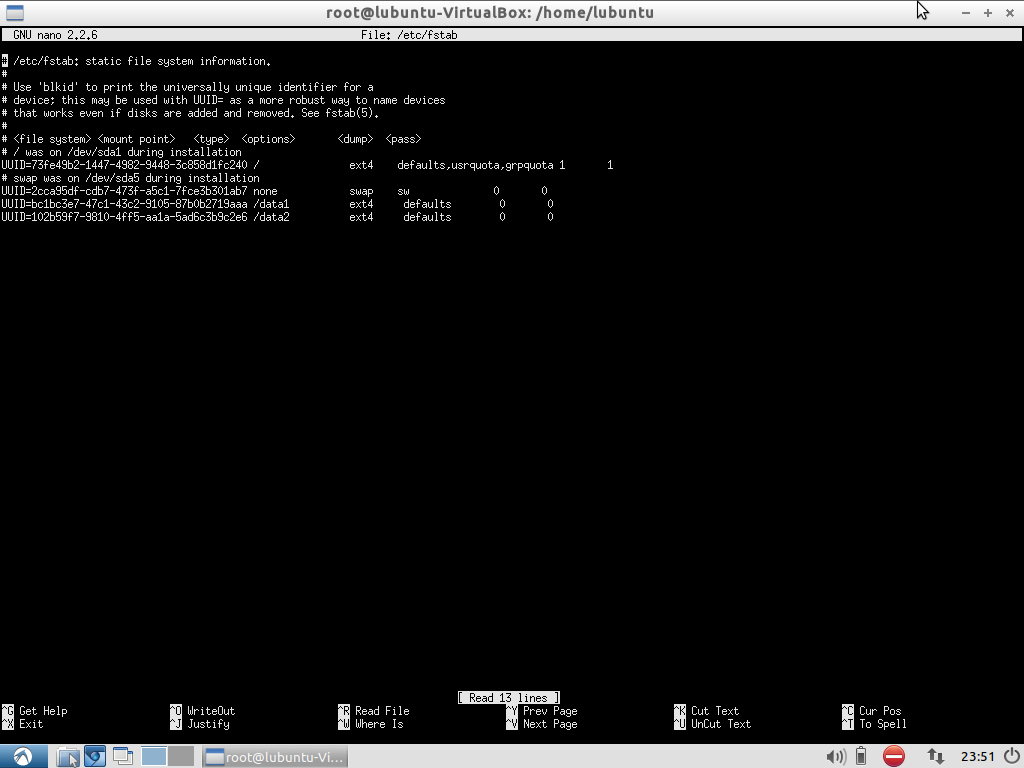 root@lubuntu-VirtualBox: /home/lubuntu
GNU nano 2.2.6 File: /etc/fstab
# /etc/fstab: static file system information.
#
# Use 'blkid' to print the universally unique identifier for a
# device; this may be used with UUID= as a more robust way to name devices
# that works even if disks are added and removed. See fstab(5).
#
# <file system> <mount point> <type> <options> <dump> <pass>
# / was on /dev/sda1 during installation
UUID=73fe49b2-1447-4982-9448-3c858d1fc240 / ext4 defaults,usrquota,grpquota 1 1
# swap was on /dev/sda5 during installation
UUID=2cca95df-cdb7-473f-a5c1-7fce3b301ab7 none swap sw 0 0
UUID=bc1bc3e7-47c1-43c2-9105-87b0b2719aaa /data1 ext4 defaults 0 0
UUID=102b59f7-9810-4ff5-aa1a-5ad6c3b9c2e6 /data2 ext4 defaults 0 0
[ Read 13 lines ]
^G Get Help ^O WriteOut ^R Read File ^Y Prev Page ^K Cut Text ^C Cur Pos
^X Exit ^J Justify ^W Where Is ^V Next Page ^U UnCut Text ^T To Spell
root@lubuntu-Vi... 23:51